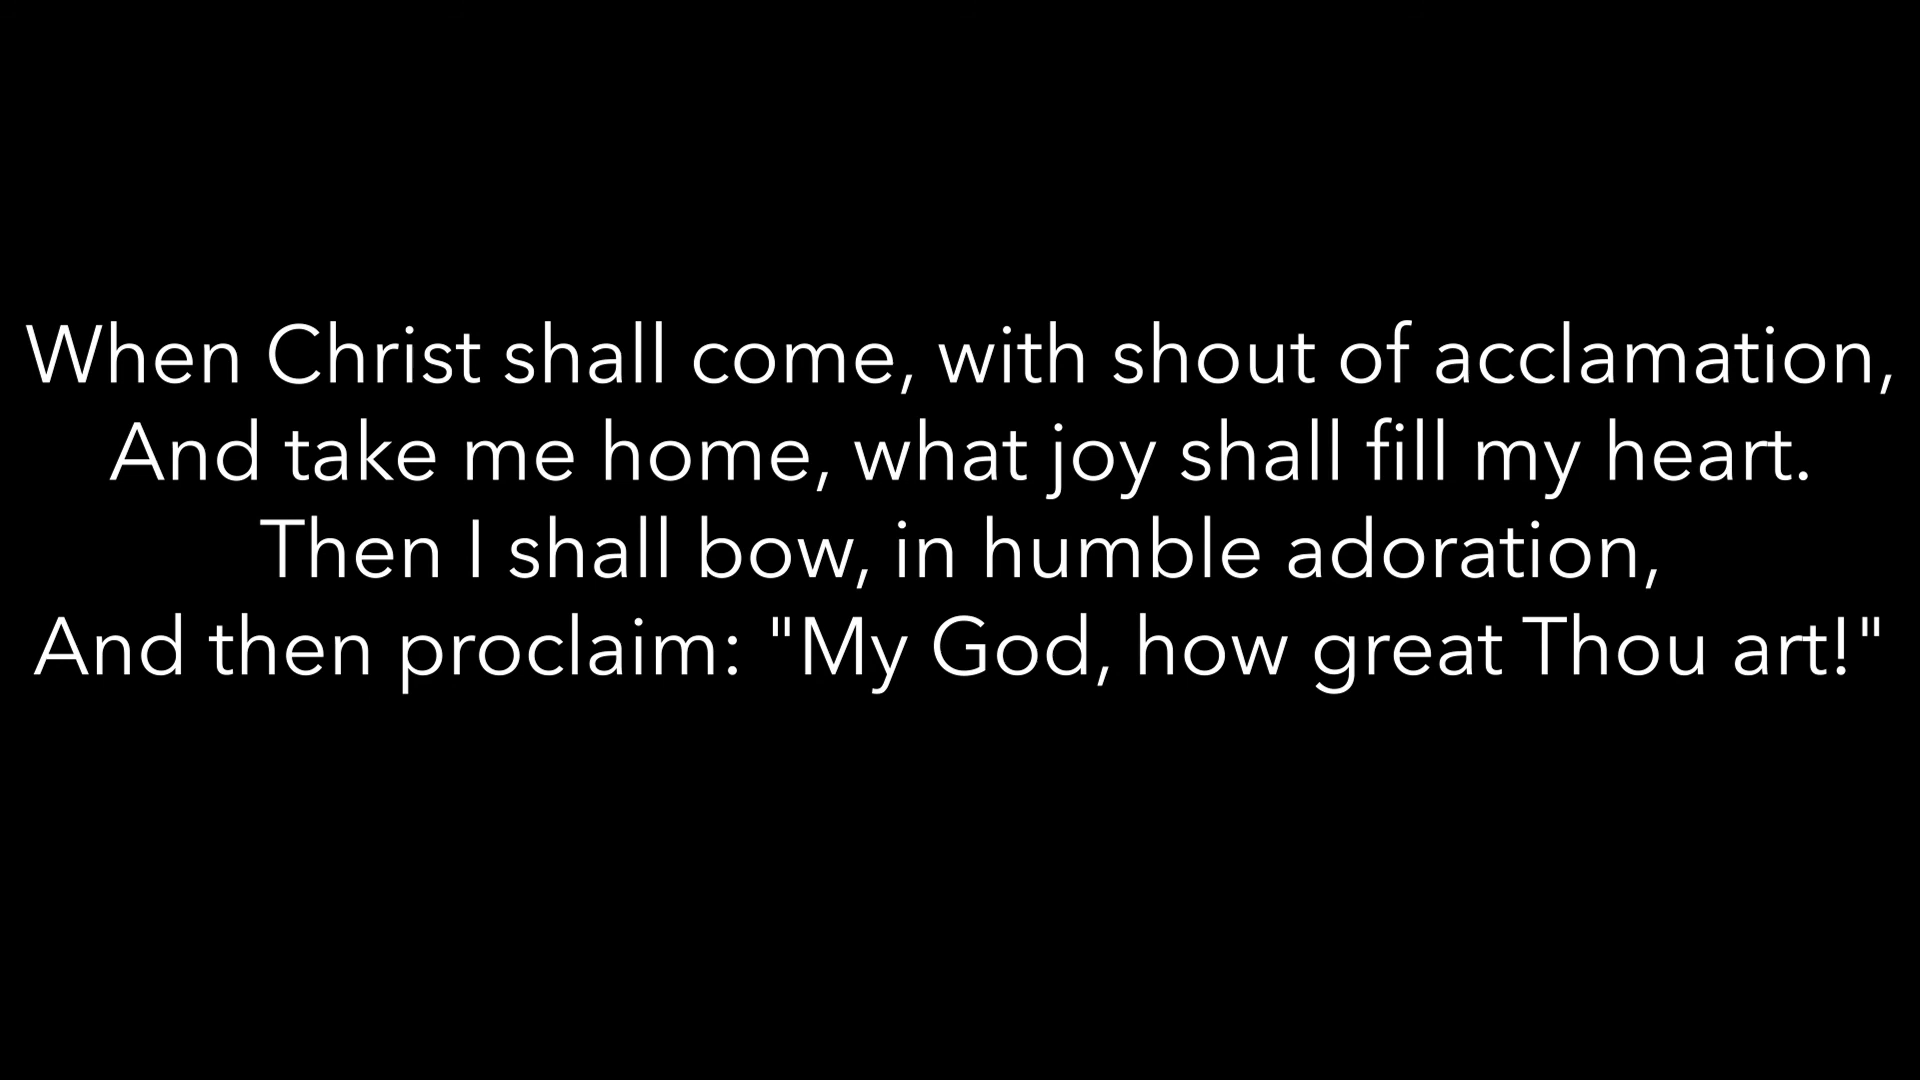 When Christ shall come, with shout of acclamation,
And take me home, what joy shall fill my heart.
Then I shall bow, in humble adoration,
And then proclaim: "My God, how great Thou art!"